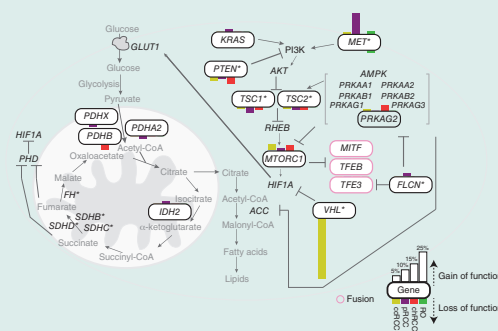 Glucose
GLUT1
Glucose
Glycolysis
Pyruvate
PDHX
PDHA2
PDHB
Acetyl-CoA
Oxaloacetate
HIF1A
PHD
Malate
Citrate
FH*
Fumarate
Isocitrate
IDH2
SDHB*
SDHD*
SDHC*
α-ketoglutarate
Succinate
Succinyl-CoA
Citrate
Acetyl-CoA
ACC
Malonyl-CoA
Fatty acids
Lipids
KRAS
MET*
PI3K
PTEN*
AKT
AMPK
PRKAA1 PRKAA2
PRKAB1 PRKAB2
PRKAG1 PRKAG3
PRKAGG2
TSC1*
TSC2*
RHEB
MTORC1
MITF
TFEB
TFE3
FLCN*
HIF1A
VHL*
25%
15%
10%
5%
Gene
Gain of function
Loss of function
Fusion
ccRCC
pRCC
chRCC
RO